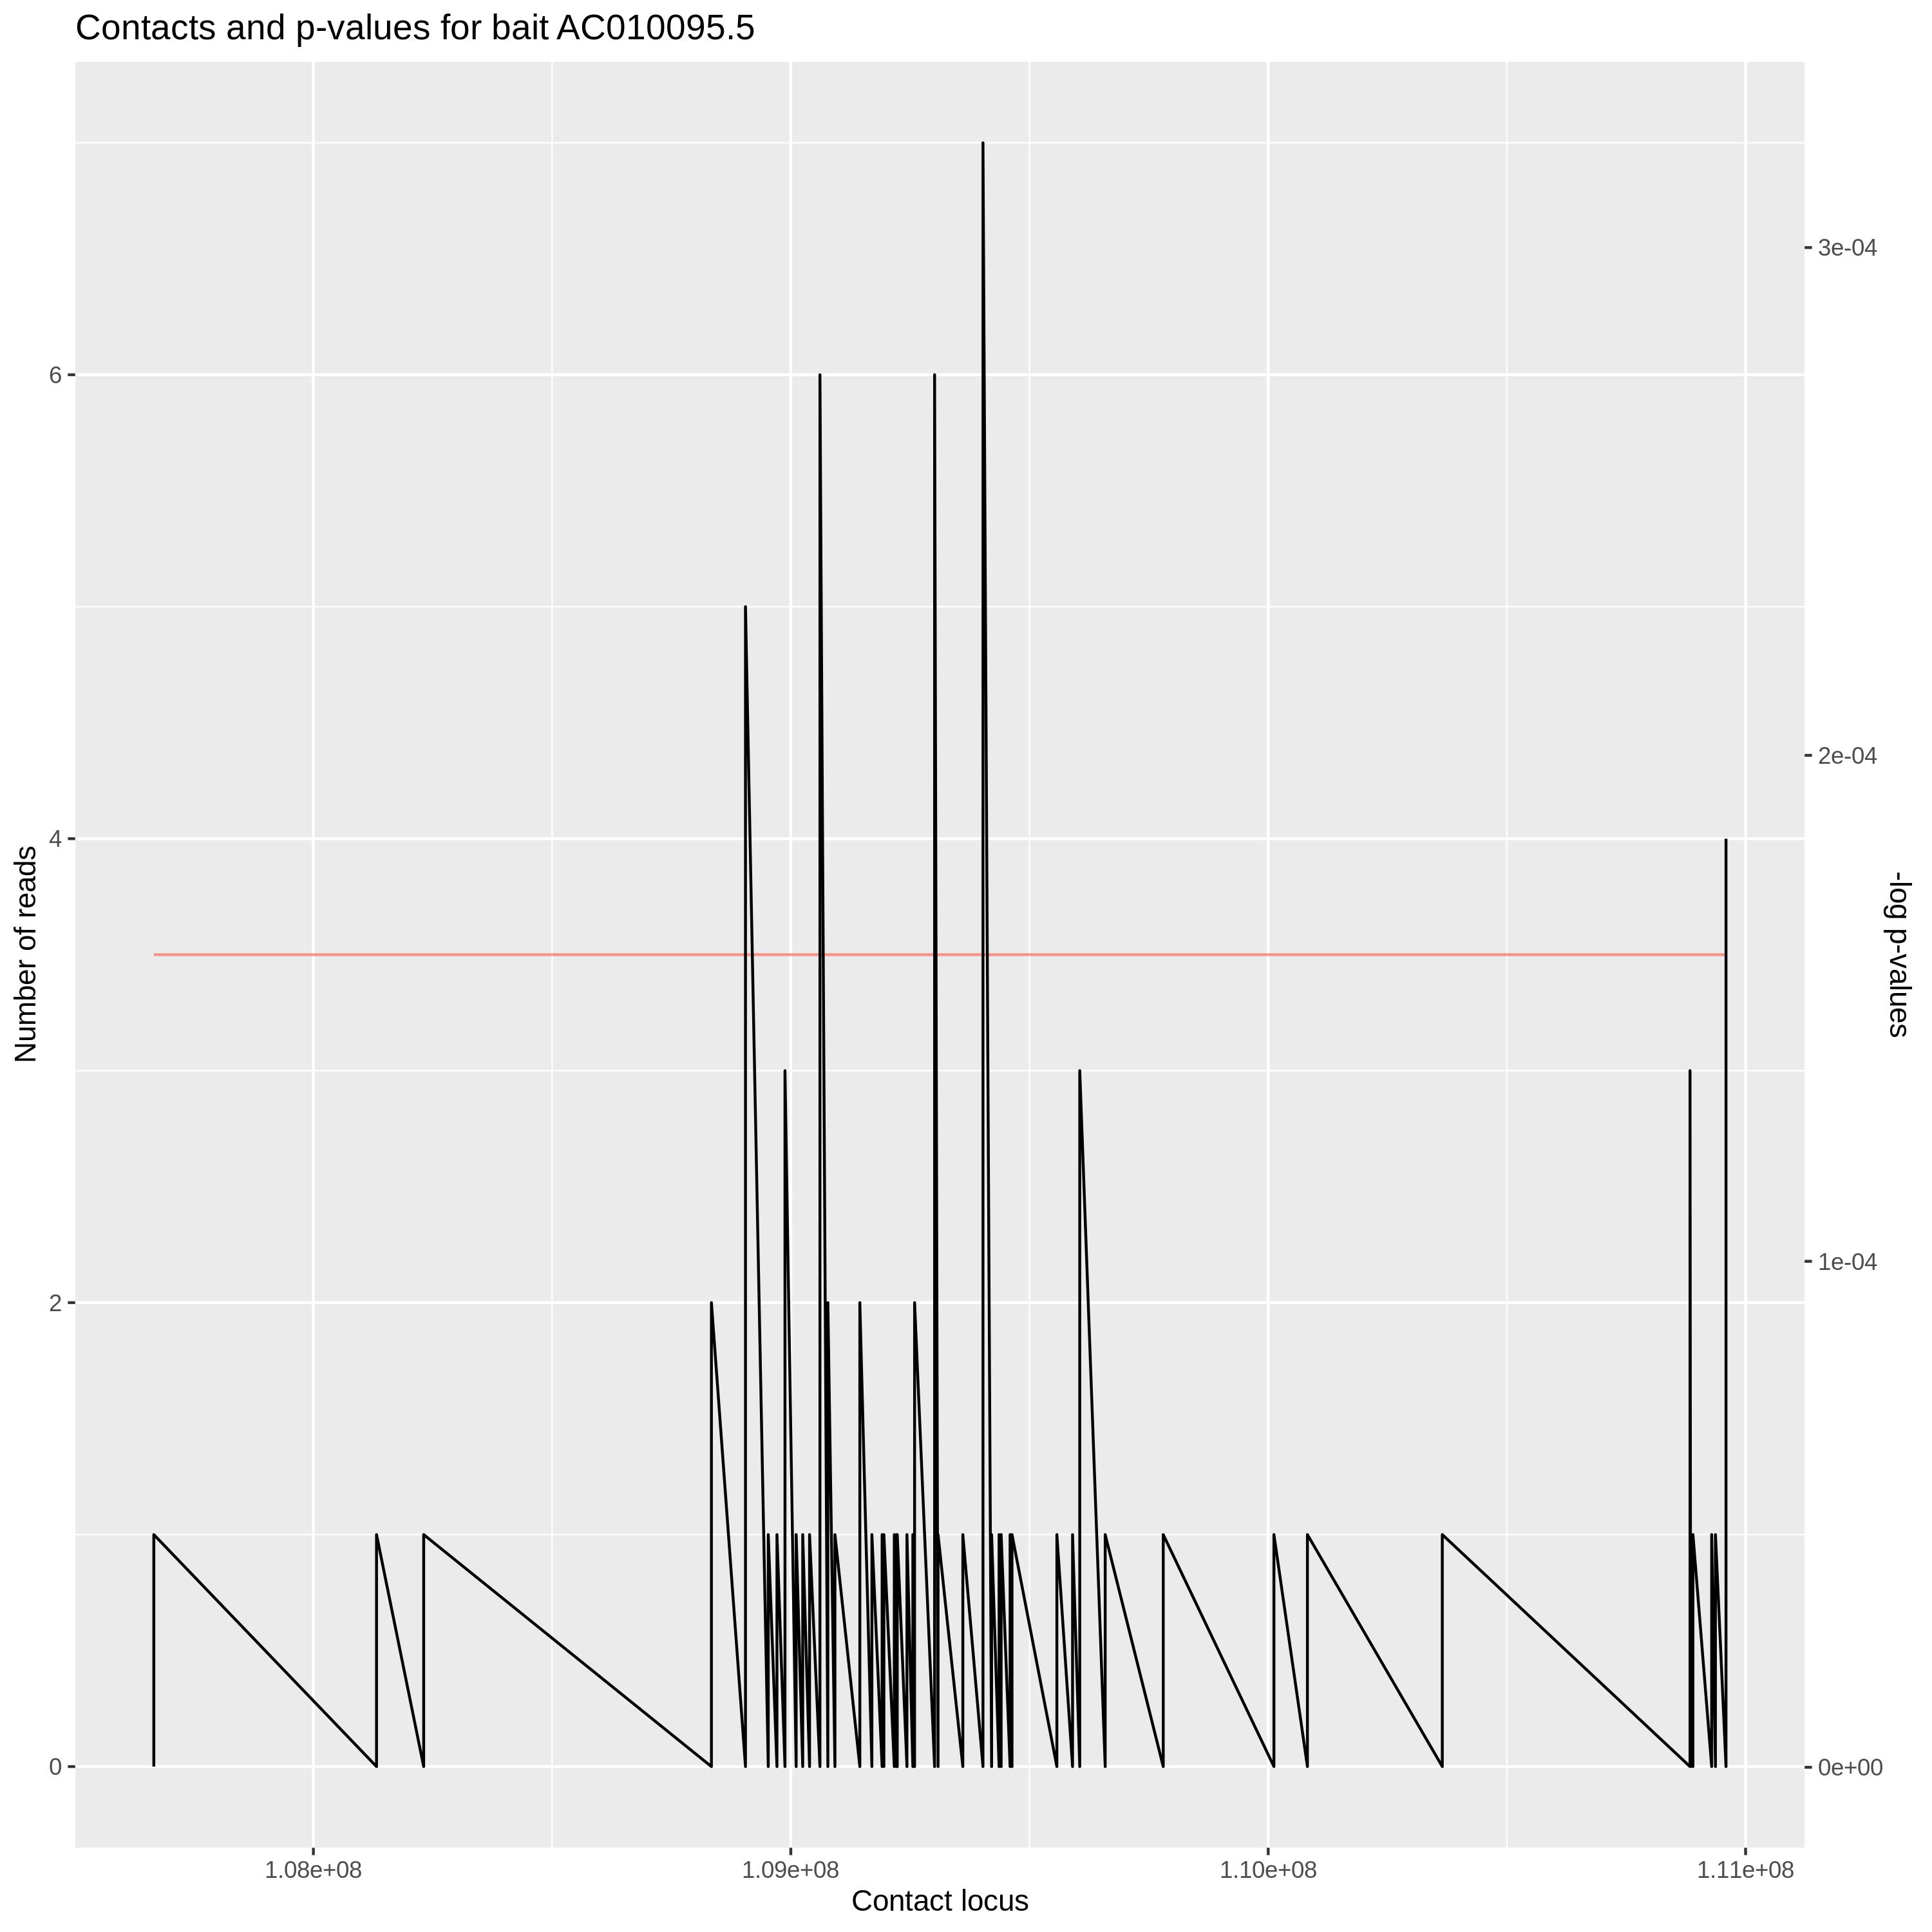 Contacts and p-values for bait AC010095.5
Number of reads
6
4
2
0
3e-04
2e-04
1e-04
0e+00
-log p-values
1.08e+08
1.09e+08
1.10e+08
1.11e+08
Contact locus